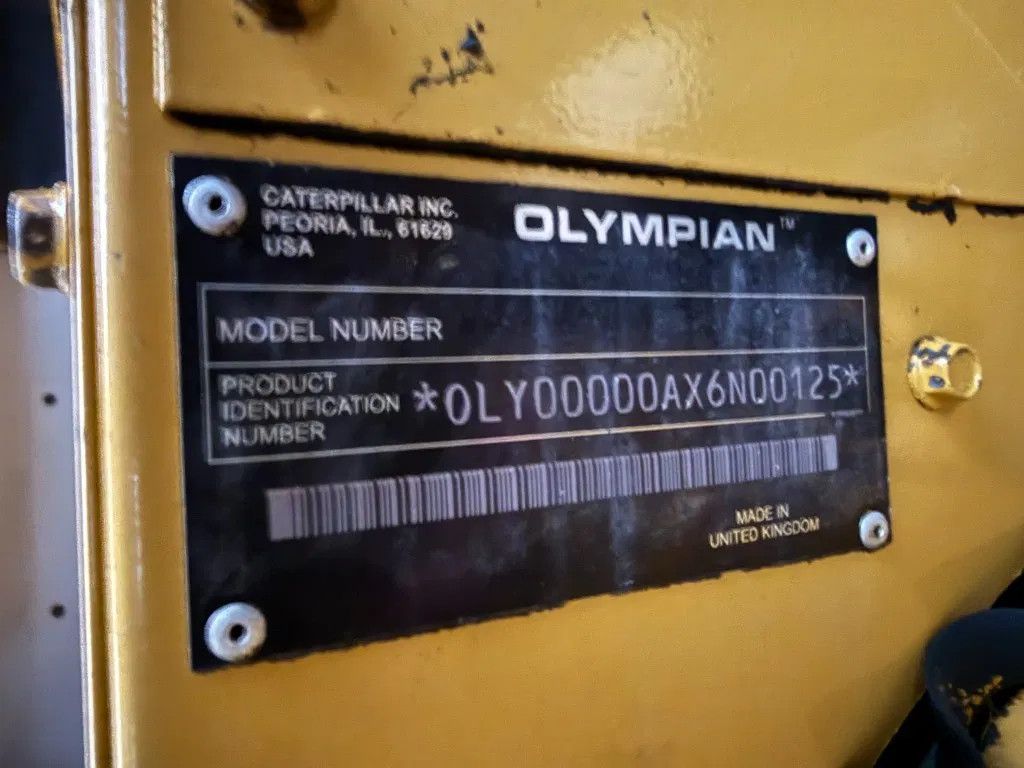 CATERPILLAR INC.
PEORIA, IL., 61629
USA
OLYMPIAN™
MODEL NUMBER
PRODUCT
IDENTIFICATION
NUMBER
*OLY00000AX6N00125*
MADE IN
UNITED KINGDOM